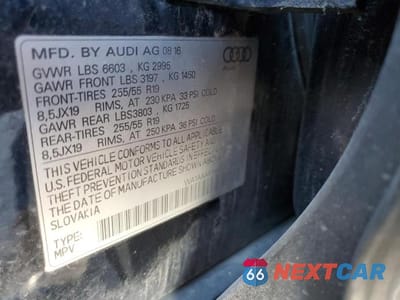 MFD. BY AUDI AG 08 16
GVWR LBS 6603 , KG 2995
GAWR FRONT LBS 3197 , KG 1450
FRONT-TIRES 255/55 R19
8,5JX19 RIMS, AT 230 KPA 33 PSI COLD
GAWR REAR LBS3803 , KG 1725
REAR-TIRES 255/55 R19
8,5JX19 RIMS, AT 250 KPA 36 PSI COLD
THIS VEHICLE CONFORMS TO ALL APPLICABLE
U.S. FEDERAL MOTOR VEHICLE SAFETY AND
THEFT PREVENTION STANDARDS IN EFFECT ON
THE DATE OF MANUFACTURE SHOWN ABOVE
SLOVAKIA
TYPE:
MPV
66 NEXTCAR